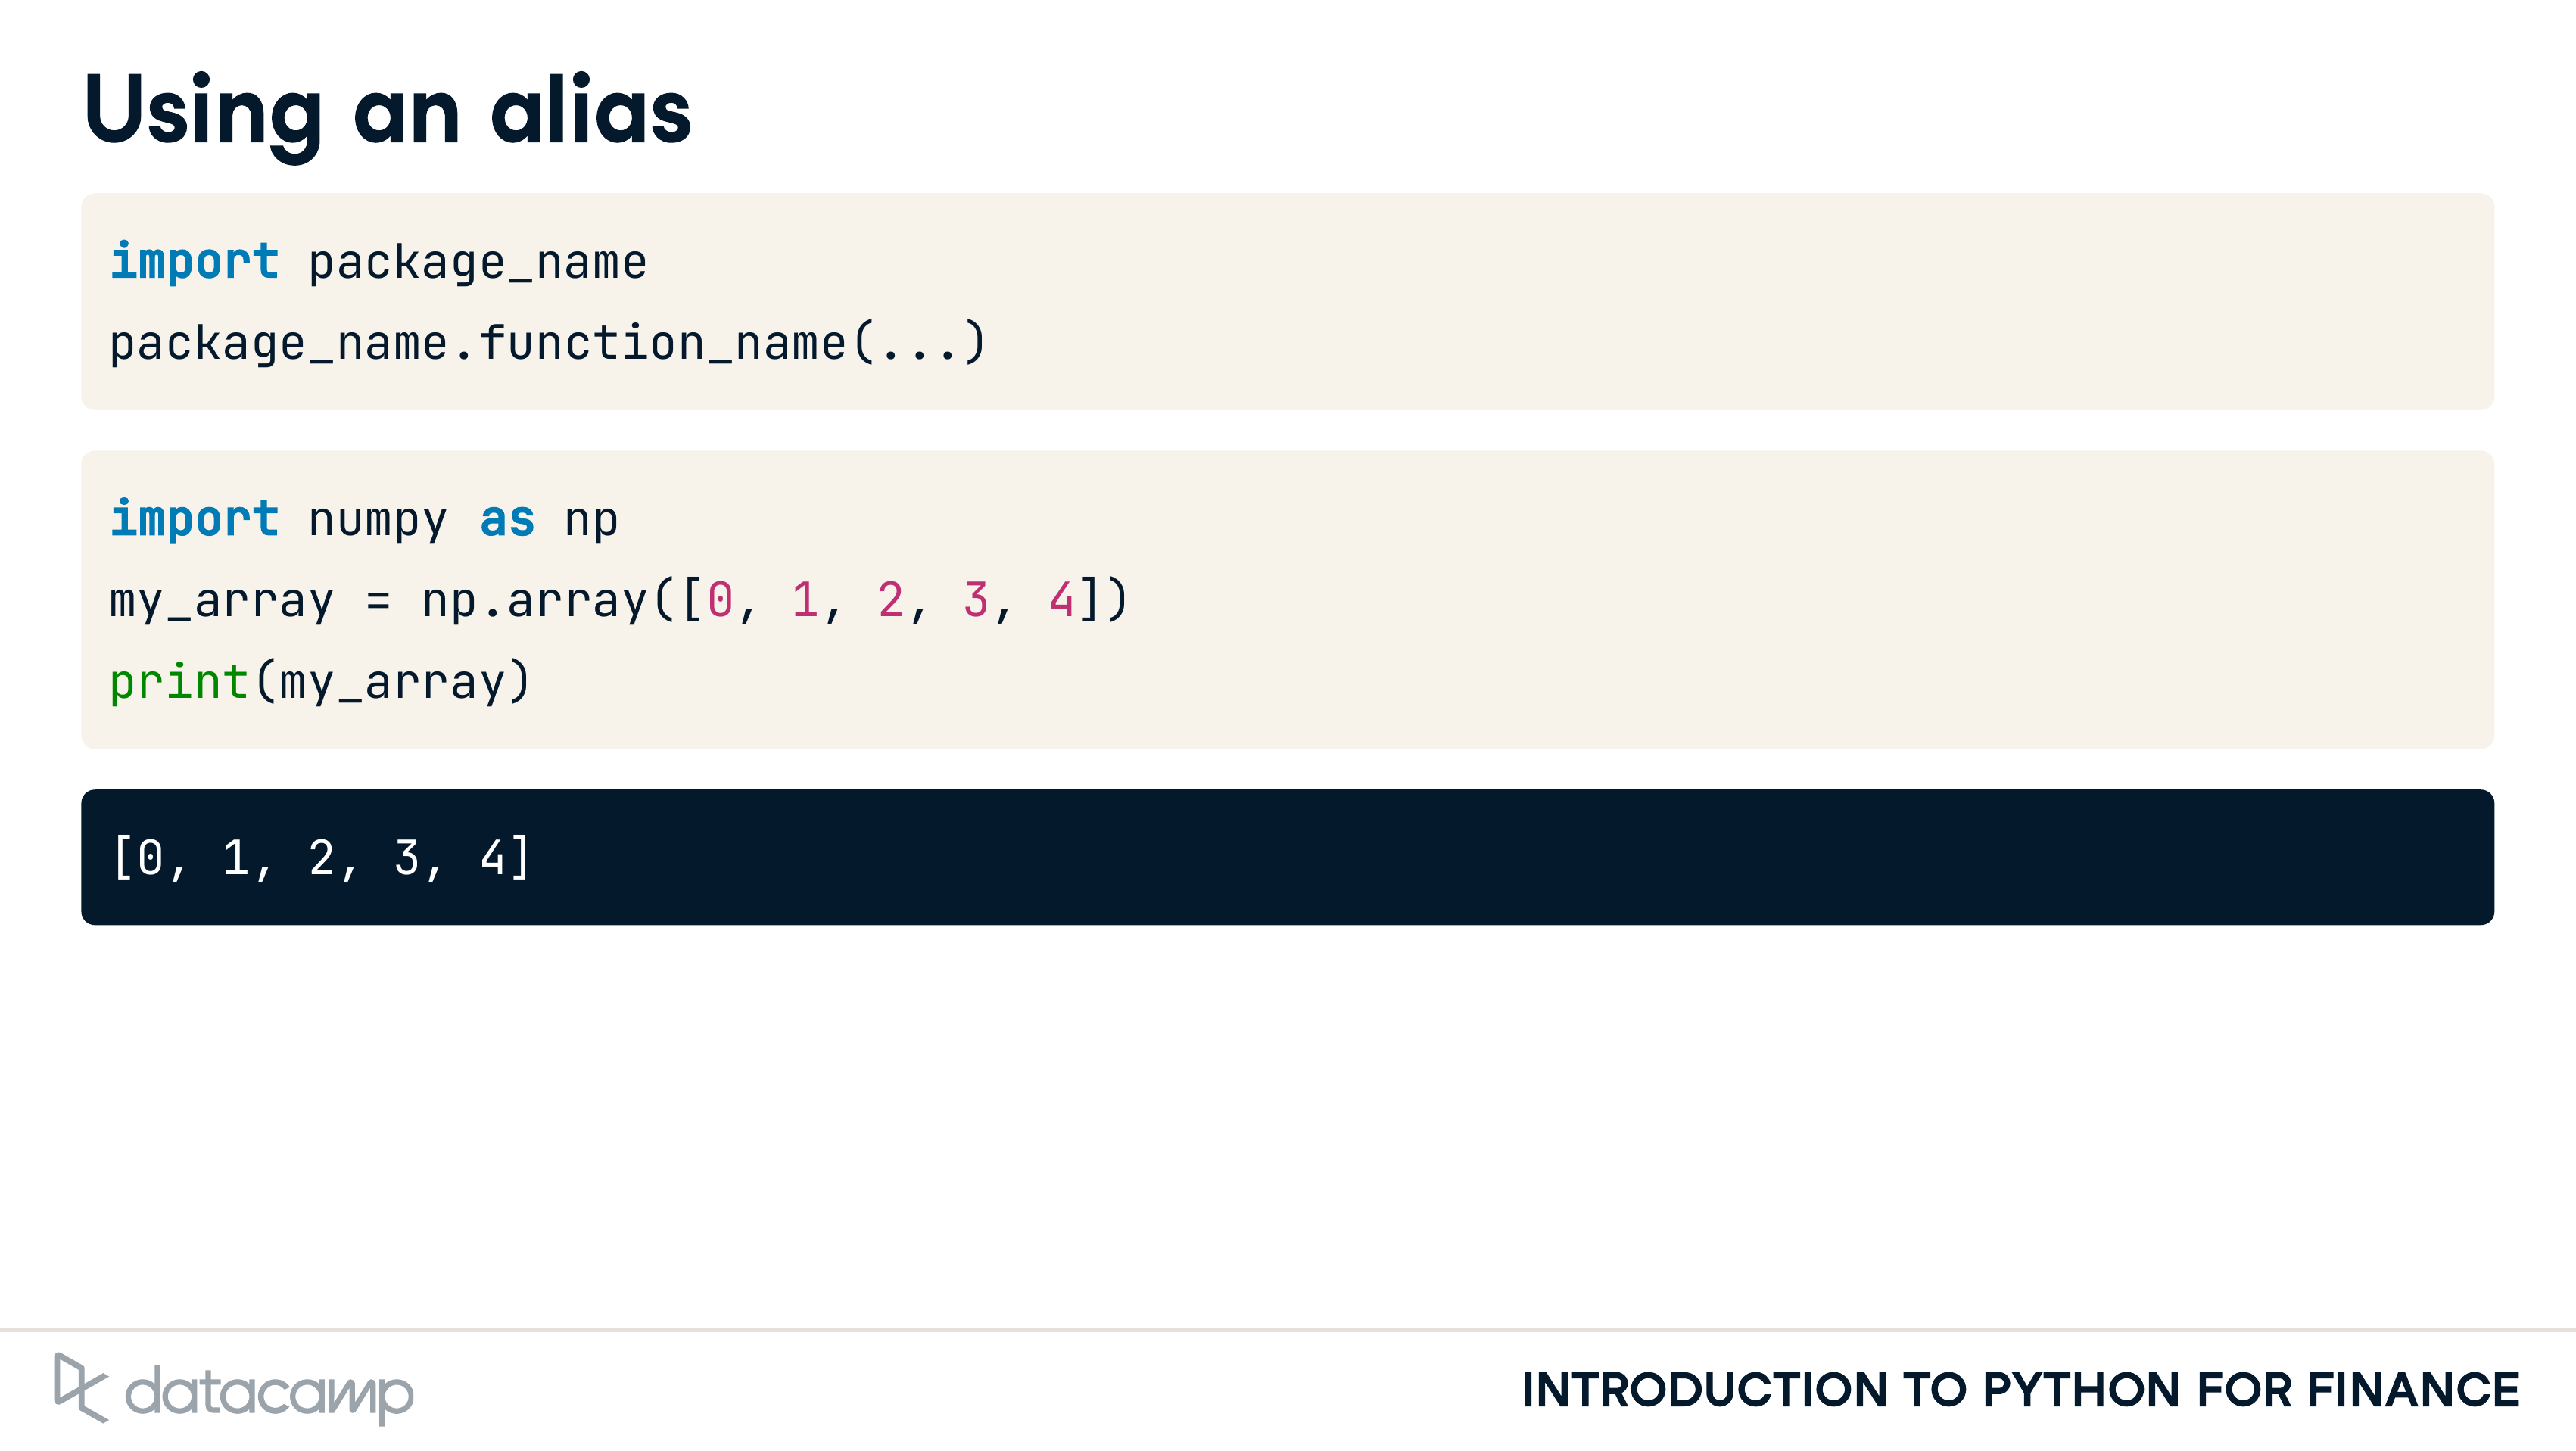 Using an alias
import package_name
package_name.function_name(...)
import numpy as np
my_array = np.array([0, 1, 2, 3, 4])
print(my_array)
[0, 1, 2, 3, 4]
datacamp
INTRODUCTION TO PYTHON FOR FINANCE